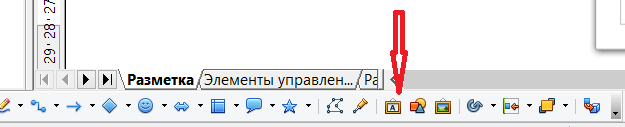 29 · 28 · 27 ·
Разметка Элементы управлен... Ра
A